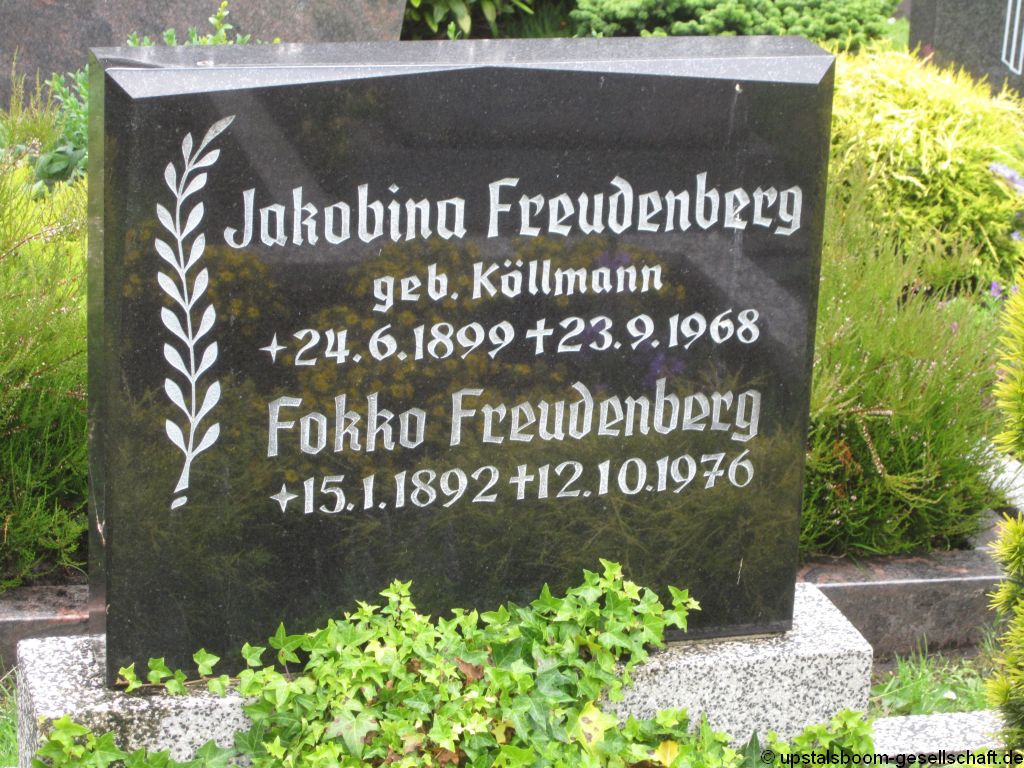 Jakobina Freudenberg
geb. Köllmann
✦24.6.1899 ✝23.9.1968
Fokko Freudenberg
✦15.1.1892 ✝12.10.1976
© upstalsboom-gesellschaft.de